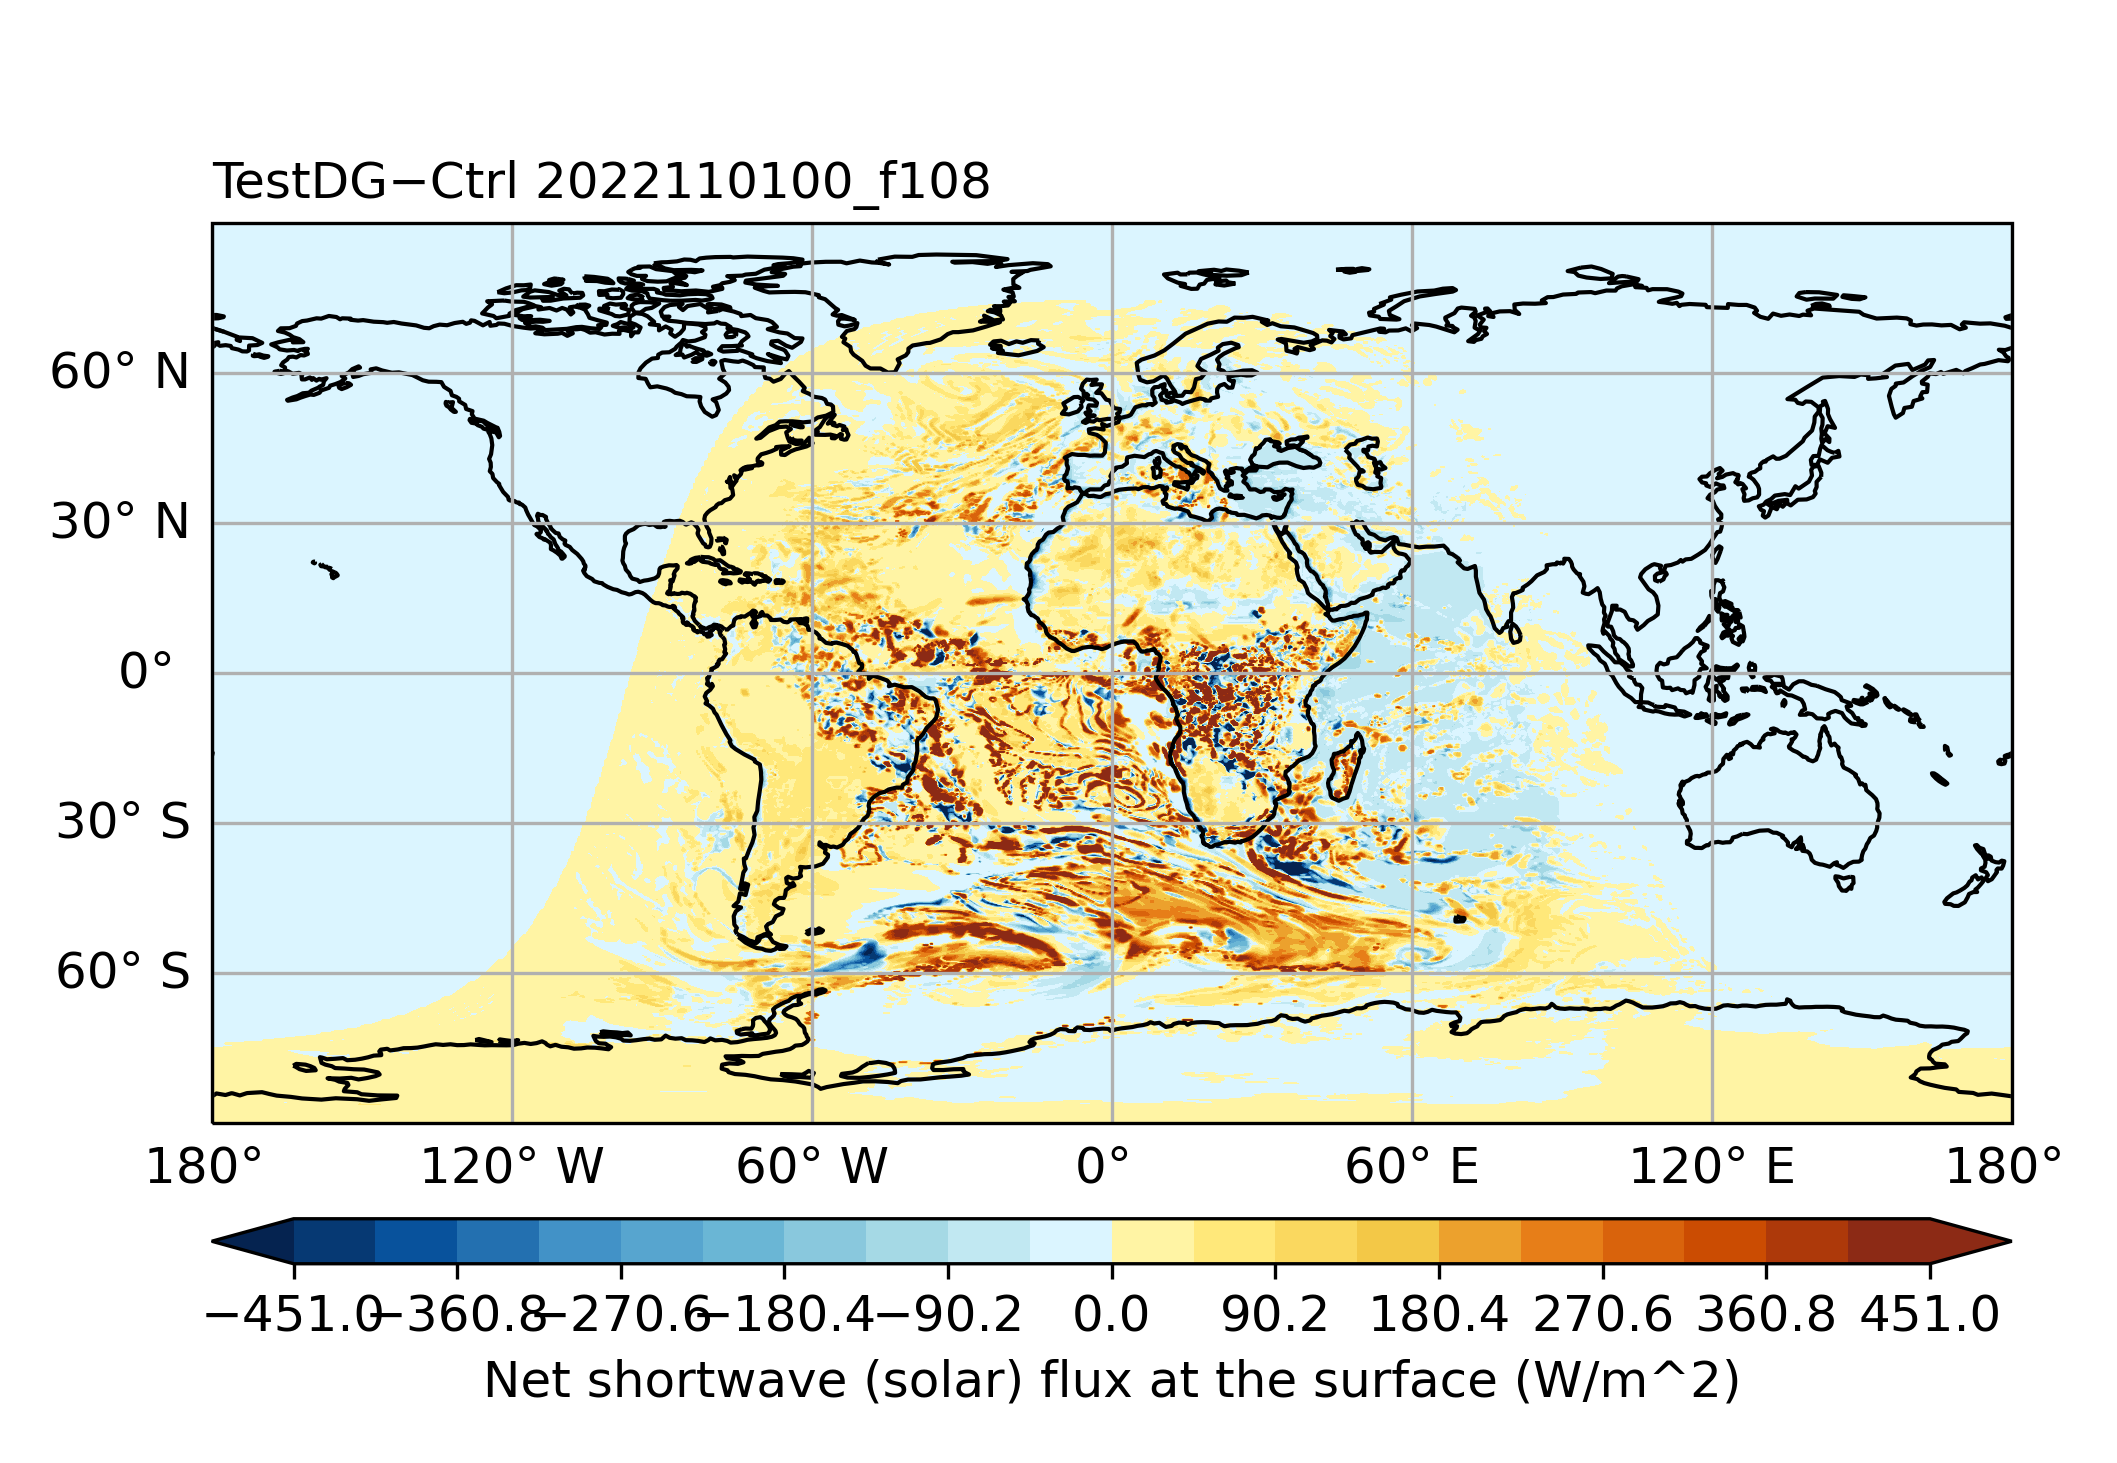 TestDG−Ctrl 2022110100_f108
60° N
30° N
0°
30° S
60° S
180° 120° W 60° W 0° 60° E 120° E 180°
−451.0 −360.8 −270.6 −180.4 −90.2 0.0 90.2 180.4 270.6 360.8 451.0
Net shortwave (solar) flux at the surface (W/m^2)